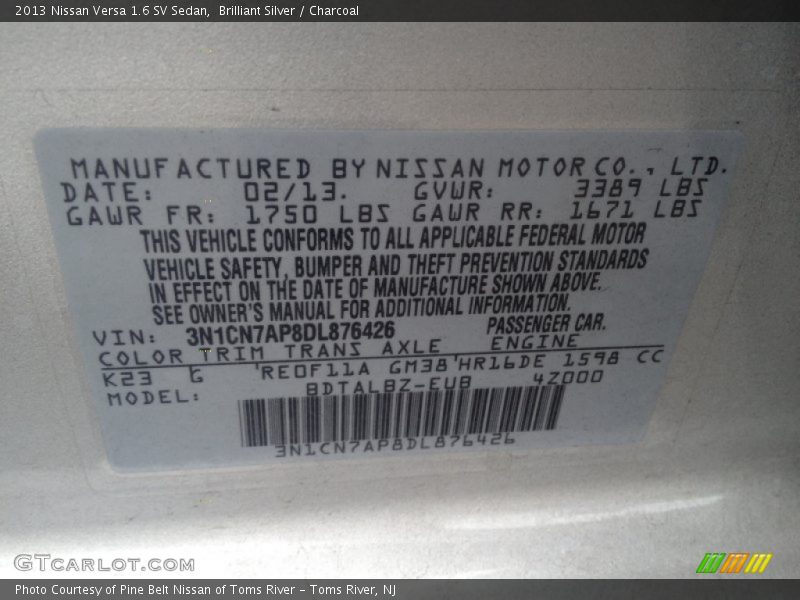 2013 Nissan Versa 1.6 SV Sedan, Brilliant Silver / Charcoal
MANUFACTURED BY NISSAN MOTOR CO., LTD.
DATE: 02/13. GVWR: 3389 LBS
GAWR FR: 1750 LBS GAWR RR: 1671 LBS
THIS VEHICLE CONFORMS TO ALL APPLICABLE FEDERAL MOTOR
VEHICLE SAFETY, BUMPER AND THEFT PREVENTION STANDARDS
IN EFFECT ON THE DATE OF MANUFACTURE SHOWN ABOVE.
SEE OWNER'S MANUAL FOR ADDITIONAL INFORMATION.
VIN: 3N1CN7AP8DL876426 PASSENGER CAR.
COLOR TRIM TRANS AXLE ENGINE
K23 G RE0F11A GM38 HR16DE 1598 CC
MODEL: BDTALBZ-EUB 4Z000
3N1CN7AP8DL876426
GTCARLOT.COM
Photo Courtesy of Pine Belt Nissan of Toms River – Toms River, NJ